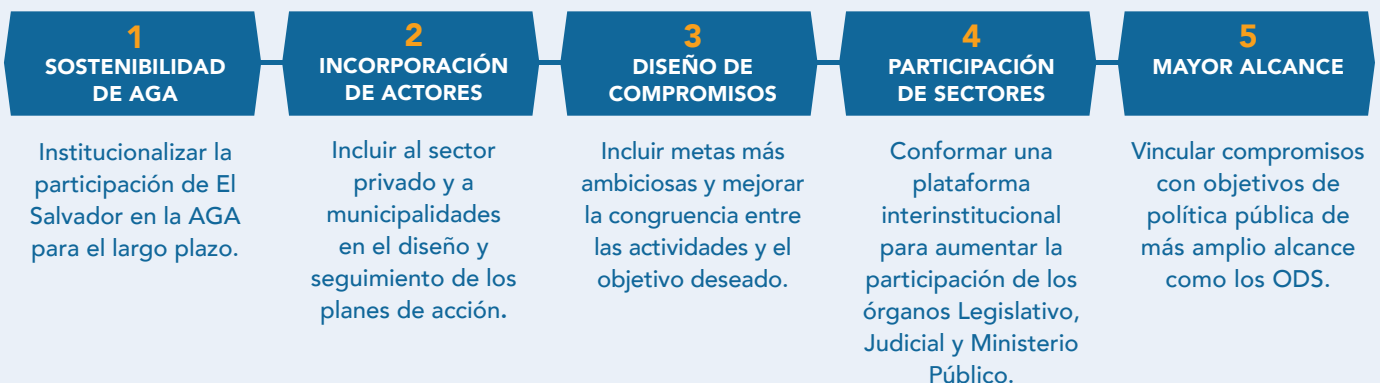 1
SOSTENIBILIDAD
DE AGA
Institucionalizar la
participación de El
Salvador en la AGA
para el largo plazo.
2
INCORPORACIÓN
DE ACTORES
Incluir al sector
privado y a
municipalidades
en el diseño y
seguimiento de los
planes de acción.
3
DISEÑO DE
COMPROMISOS
Incluir metas más
ambiciosas y mejorar
la congruencia entre
las actividades y el
objetivo deseado.
4
PARTICIPACIÓN
DE SECTORES
Conformar una
plataforma
interinstitucional
para aumentar la
participación de los
órganos Legislativo,
Judicial y Ministerio
Público.
5
MAYOR ALCANCE
Vincular compromisos
con objetivos de
política pública de
más amplio alcance
como los ODS.